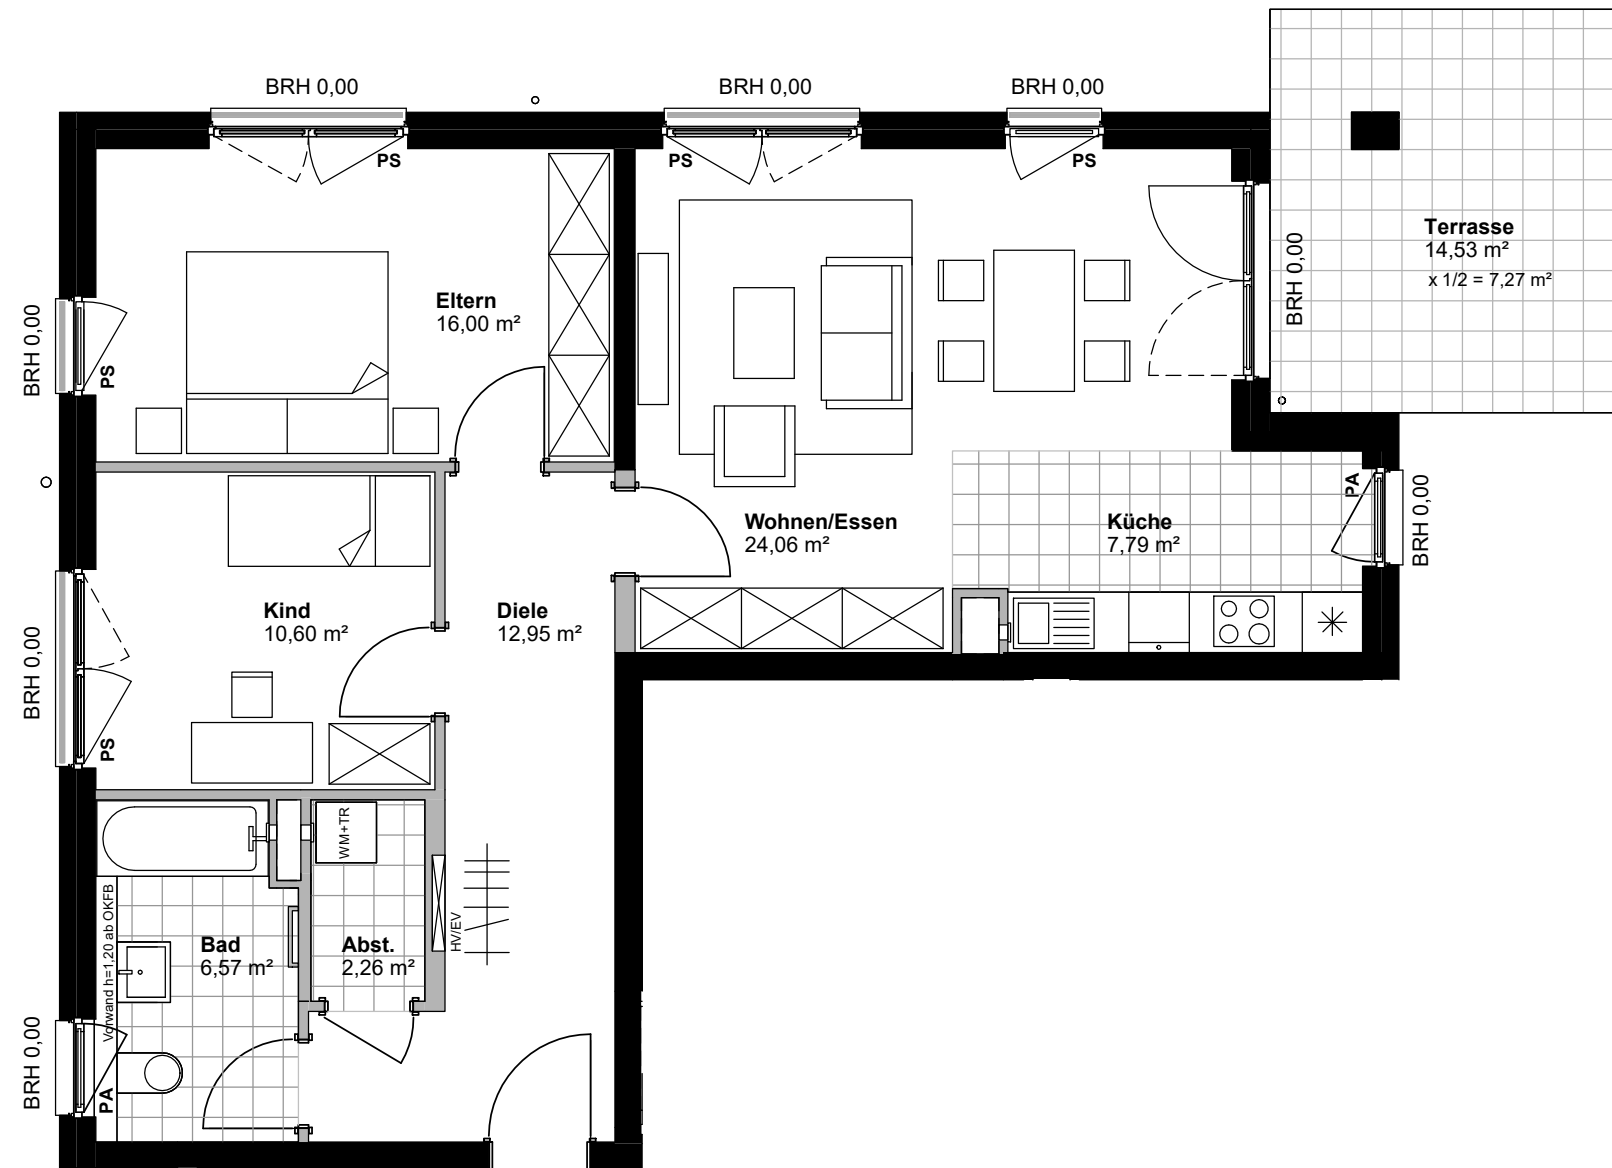 BRH 0,00
BRH 0,00
BRH 0,00
PS
PS
PS
Terrasse
14,53 m²
x 1/2 = 7,27 m²
BRH 0,00
Eltern
16,00 m²
BRH 0,00
PS
PA
BRH 0,00
Wohnen/Essen
24,06 m²
Küche
7,79 m²
Kind
10,60 m²
Diele
12,95 m²
BRH 0,00
PS
WM+TR
Vorwand h=1,20 ab OKFB
HV/EV
Bad
6,57 m²
Abst.
2,26 m²
BRH 0,00
PA